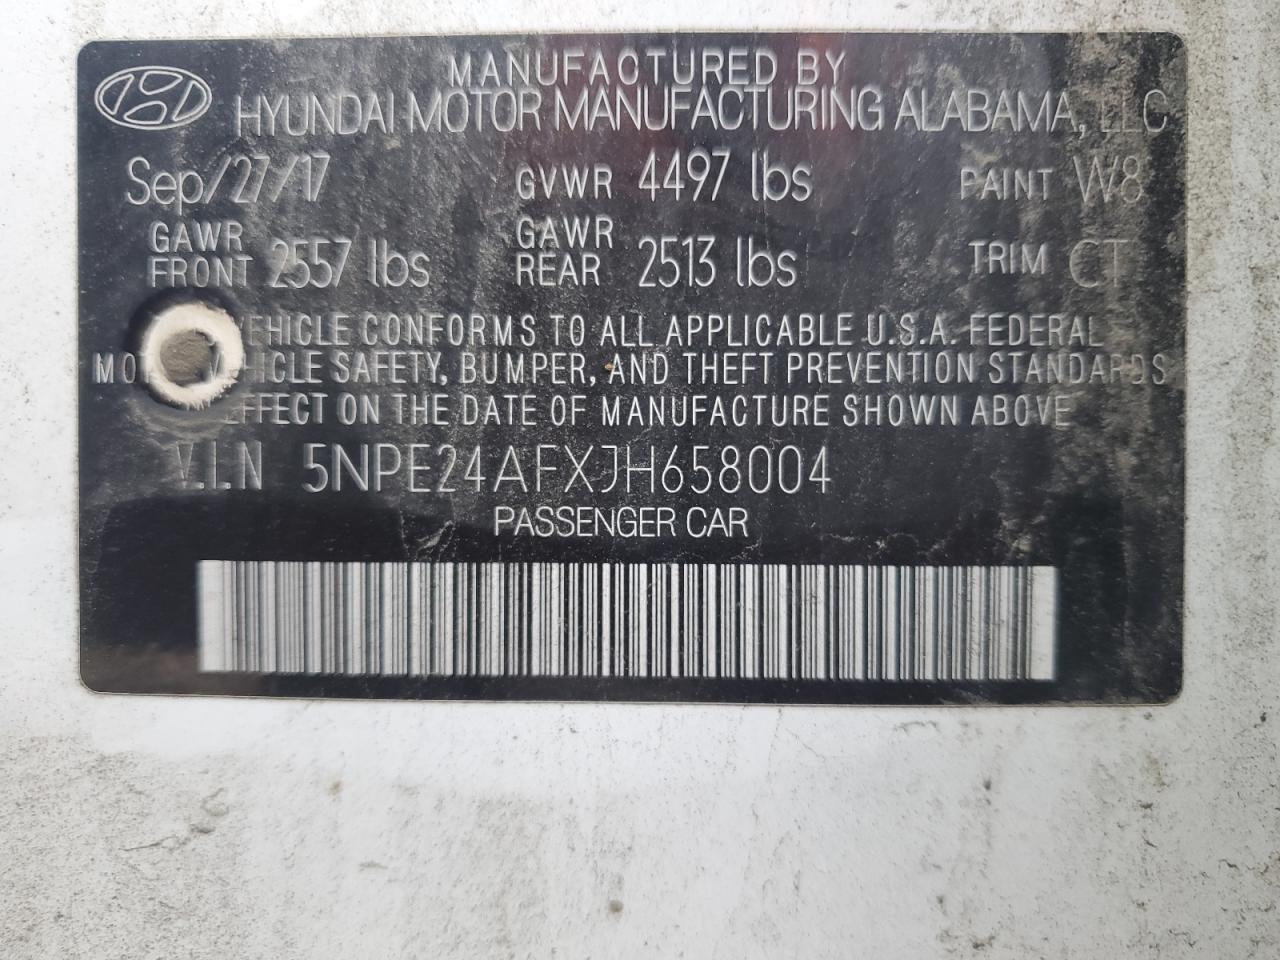 MANUFACTURED BY
HYUNDAI MOTOR MANUFACTURING ALABAMA, LLC
Sep/27/17 GVWR 4497 lbs PAINT W8
GAWR FRONT 2557 lbs GAWR REAR 2513 lbs TRIM CT
EHICLE CONFORMS TO ALL APPLICABLE U.S.A. FEDERAL
MOT VEHICLE SAFETY, BUMPER, AND THEFT PREVENTION STANDARDS
EFFECT ON THE DATE OF MANUFACTURE SHOWN ABOVE
V.I.N 5NPE24AFXJH658004
PASSENGER CAR